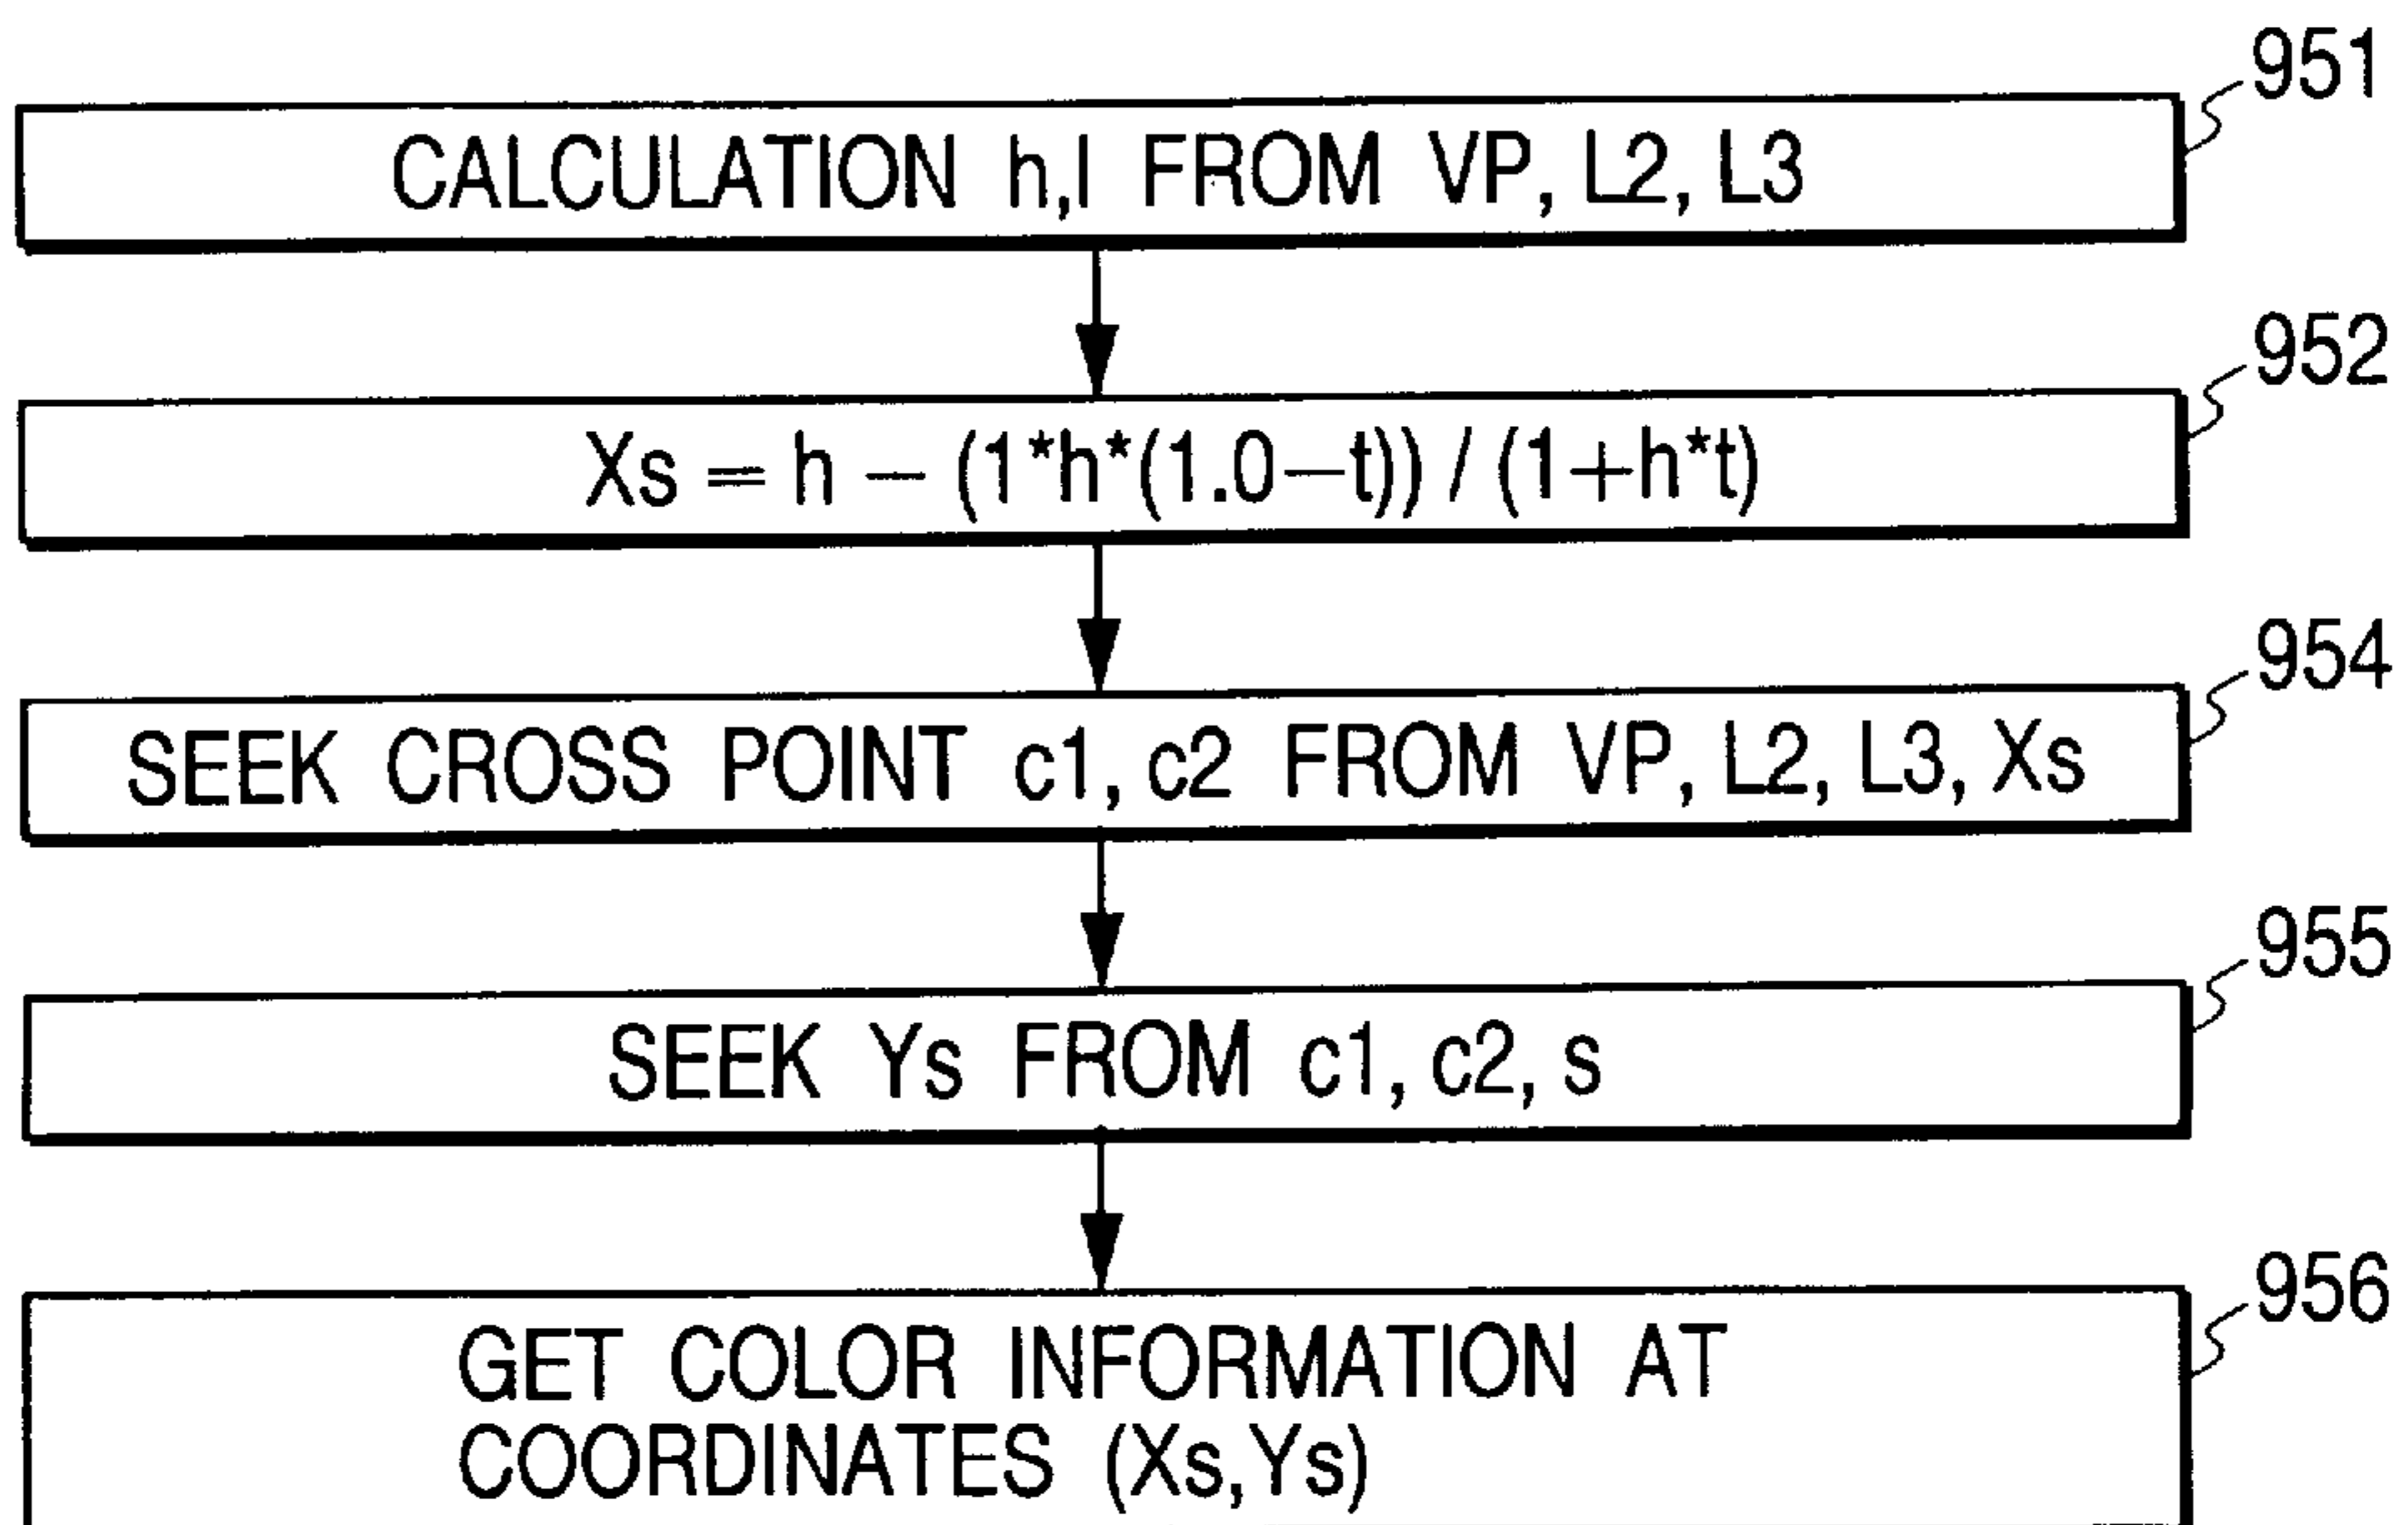 951
CALCULATION h,l FROM VP, L2, L3
952
Xs = h – (1*h*(1.0–t)) / (1+h*t)
954
SEEK CROSS POINT c1, c2 FROM VP, L2, L3, Xs
955
SEEK Ys FROM c1, c2, s
956
GET COLOR INFORMATION AT
COORDINATES (Xs,Ys)